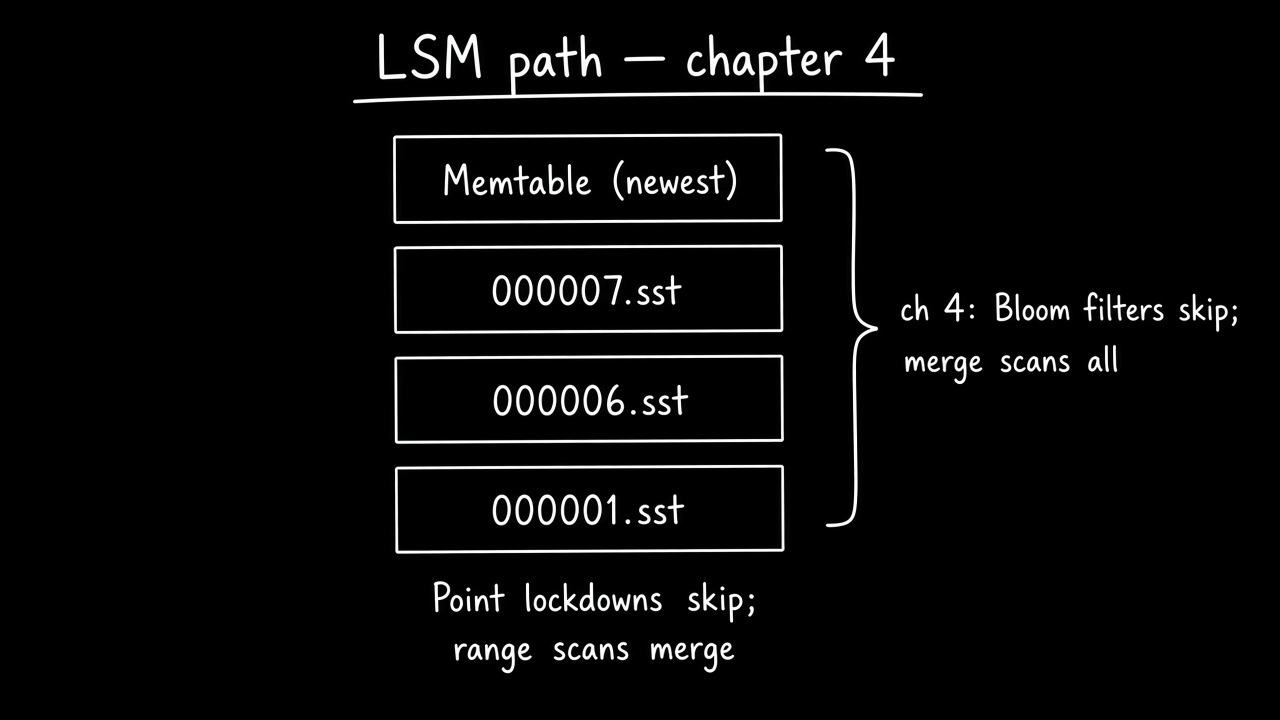 LSM path — chapter 4
Memtable (newest)
000007.sst
000006.sst
000001.sst
ch 4: Bloom filters skip;
merge scans all
Point lockdowns skip;
range scans merge